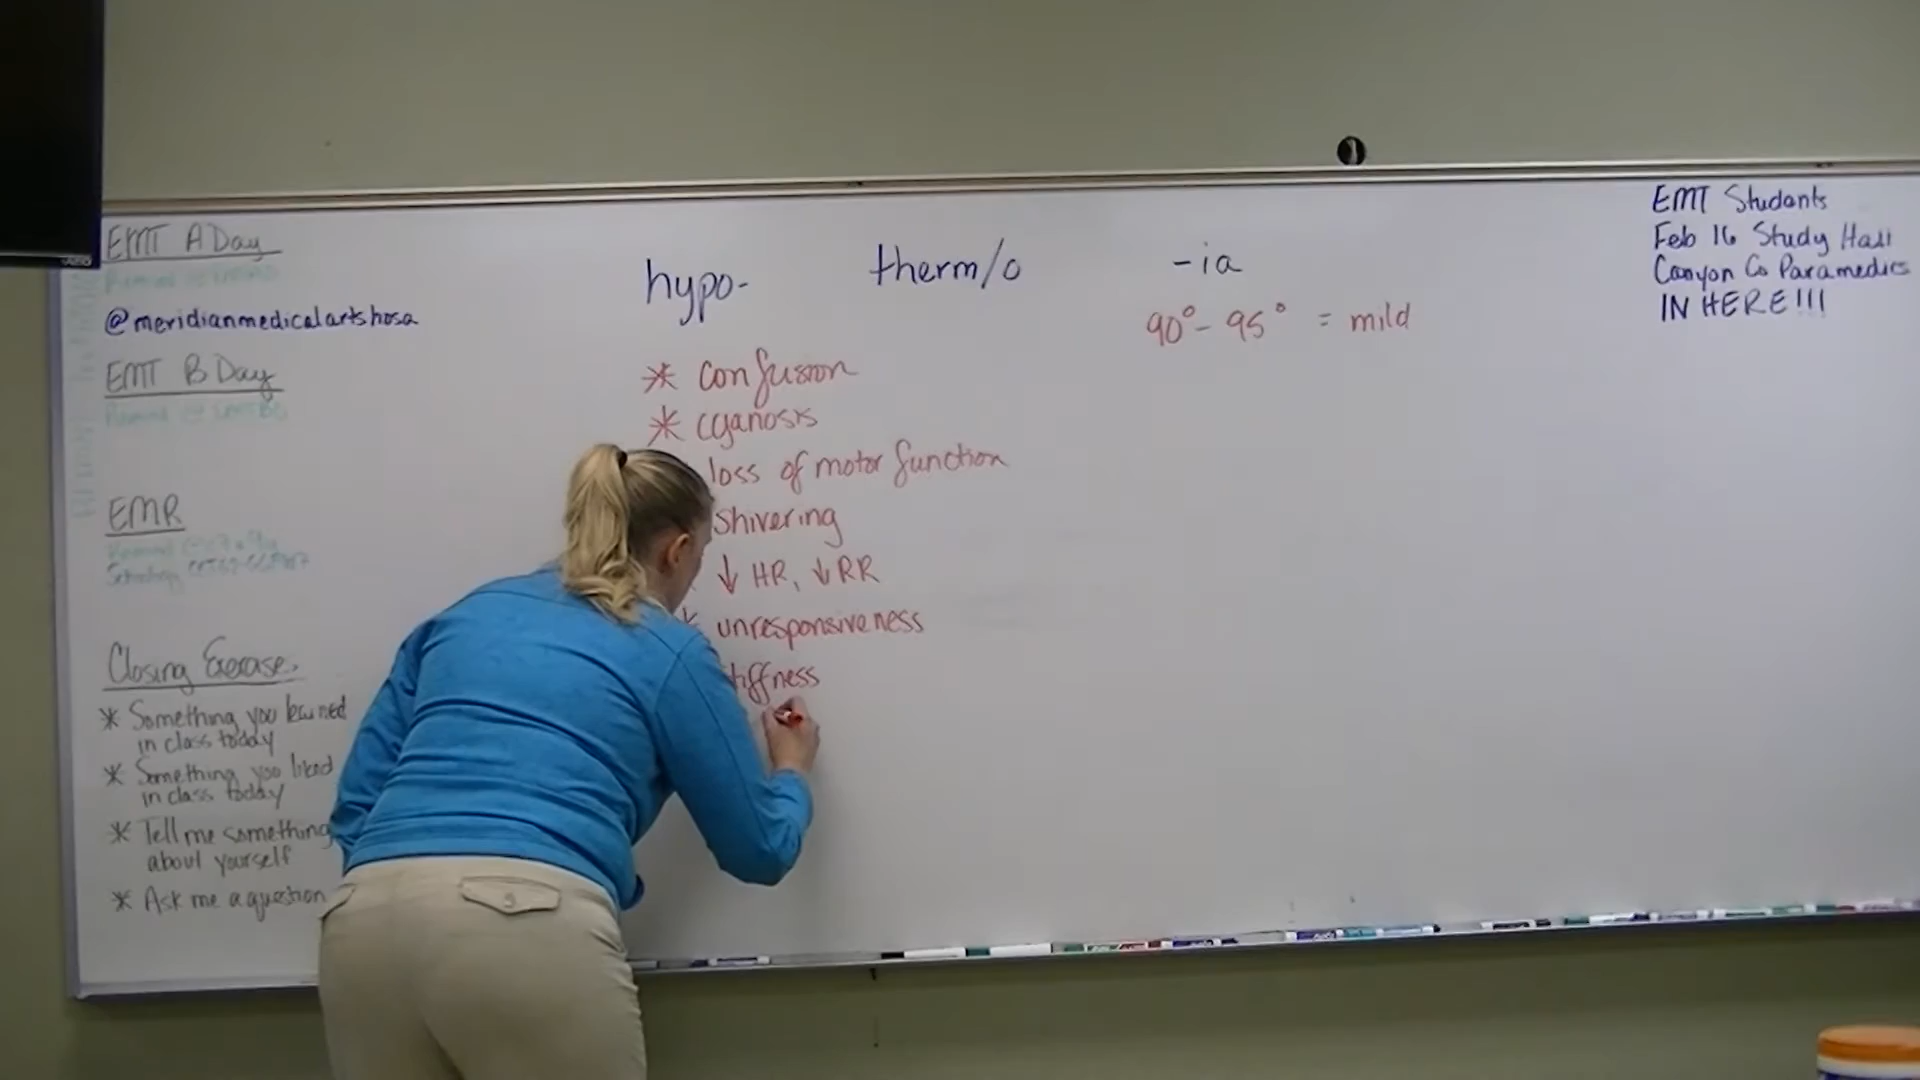 EMT A Day
@meridianmedicalartshosa
EMT B Day
EMR
Closing Exercise
* Something you learned
in class today
* Something you liked
in class today
* Tell me something
about yourself
* Ask me a question
hypo- therm/o -ia
90° - 95° = mild
* confusion
* cyanosis
loss of motor function
shivering
↓ HR, ↓ RR
* unresponsiveness
tiffness
EMT Students
Feb 16 Study Hall
Canyon Co Paramedics
IN HERE!!!